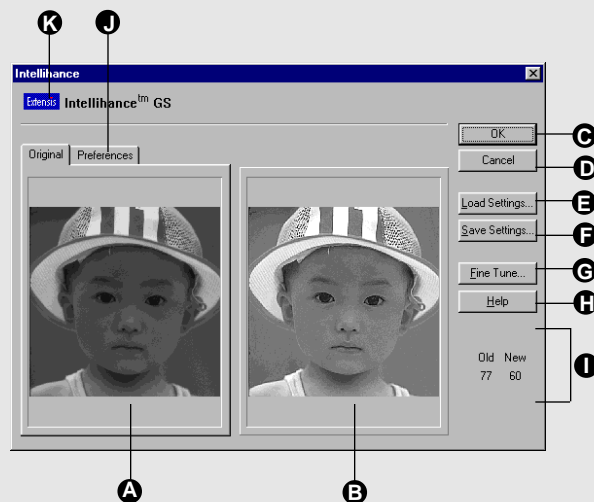 K J
Intellihance
Extensis Intellihance™ GS
Original Preferences
OK C
Cancel D
Load Settings... E
Save Settings... F
Fine Tune... G
Help H
Old New
77 60
I
A B